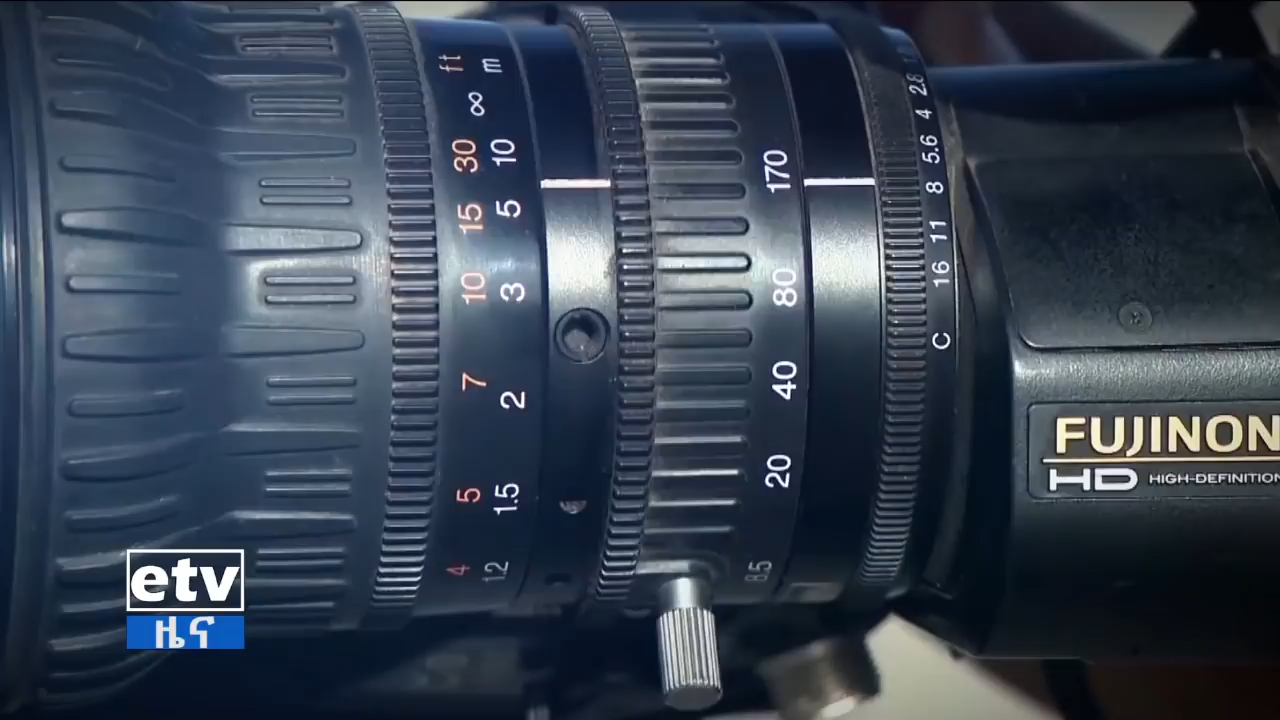 ft ∞ 30 15 10 7 5 4
m 10 5 3 2 1.5 1.2
170 80 40 20 8.5
2.8 4 5.6 8 11 16 C
FUJINON
HD HIGH-DEFINITION
etv
ዜና